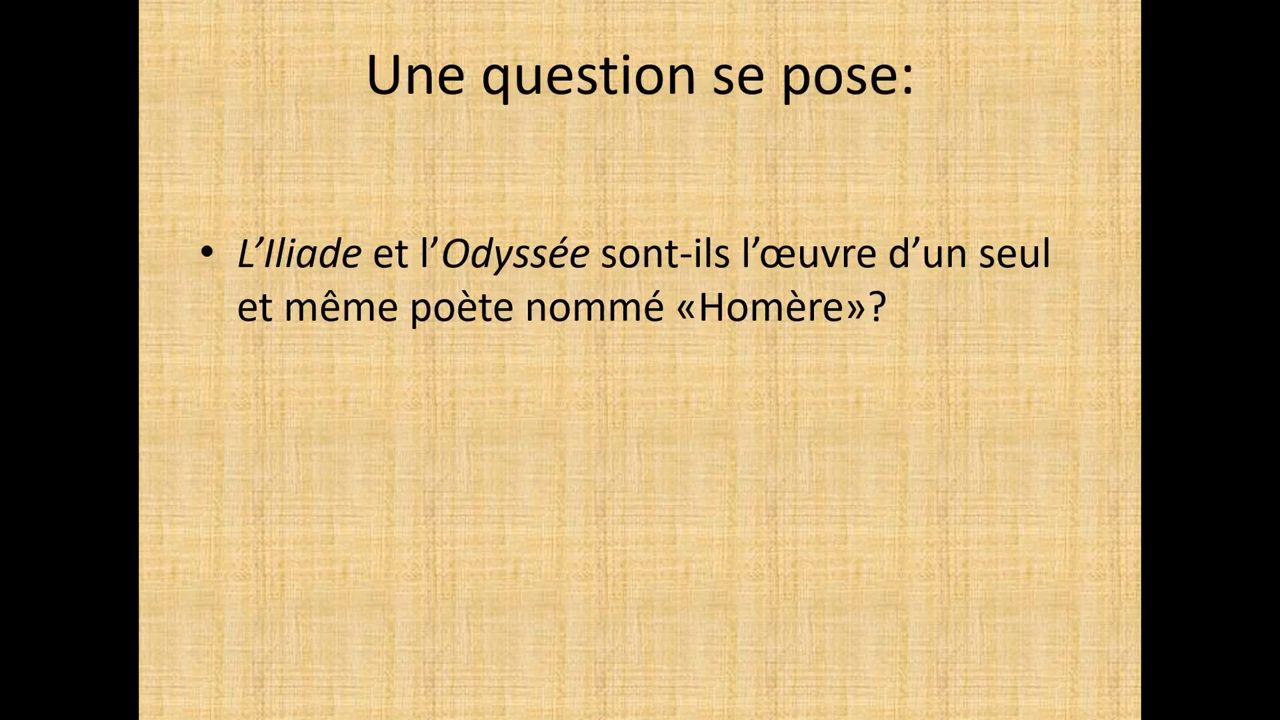 Une question se pose:
• L’Iliade et l’Odyssée sont-ils l’œuvre d’un seul
et même poète nommé «Homère»?